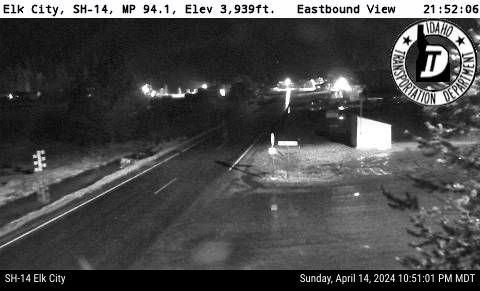 Elk City, SH-14, MP 94.1, Elev 3,939ft.   Eastbound View   21:52:06
IDAHO
TRANSPORTATION DEPARTMENT
SH-14 Elk City   Sunday, April 14, 2024 10:51:01 PM MDT